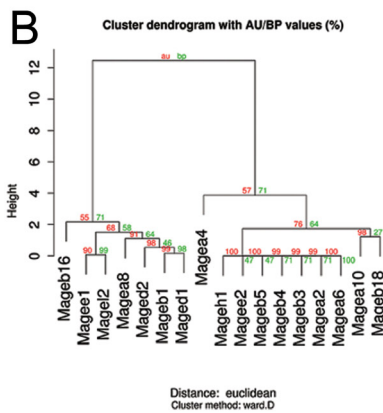 B
Cluster dendrogram with AU/BP values (%)
au bp
12
10
8
6
4
2
0
Height
55 71
57 71
68 58
76 64
90 99
91 64
98 46
99 98
98 27
100 99 99 99 100
47 47 71 71 71 100
Mageb16
Magee1
Magel2
Magea8
Maged2
Mageb1
Maged1
Magea4
Mageh1
Magee2
Mageb5
Mageb4
Mageb3
Magea2
Magea6
Magea10
Mageb18
Distance: euclidean
Cluster method: ward.D